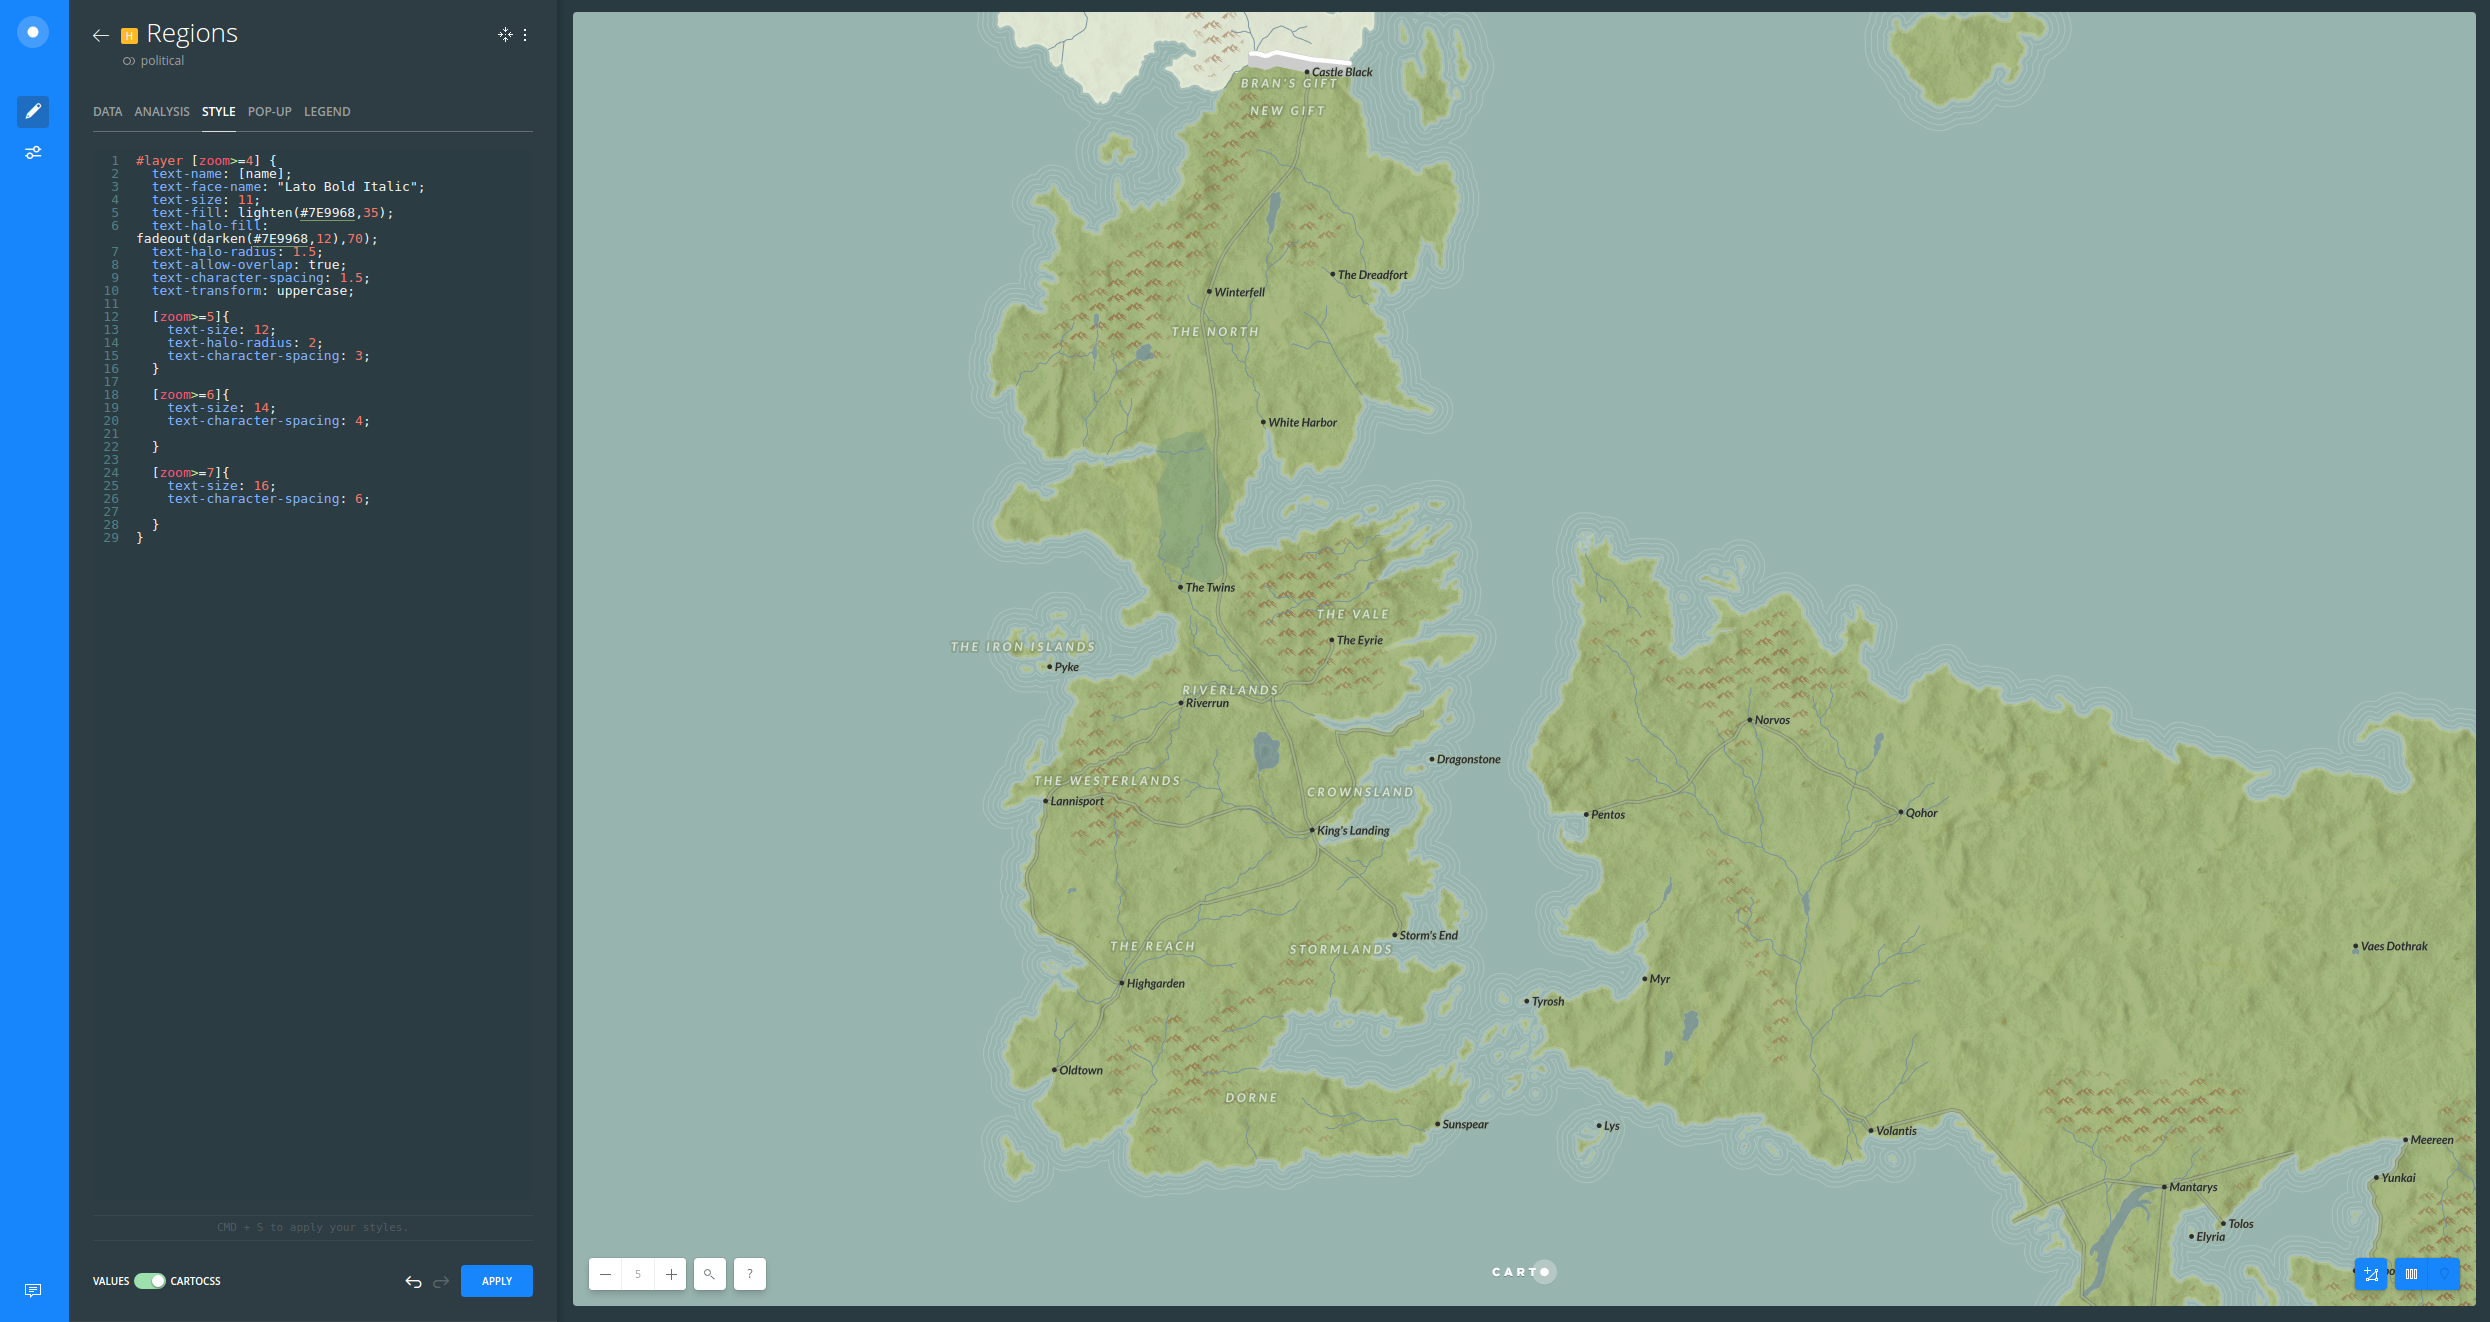 H Regions
political
DATA ANALYSIS STYLE POP-UP LEGEND
1 #layer [zoom>=4] {
2 text-name: [name];
3 text-face-name: "Lato Bold Italic";
4 text-size: 11;
5 text-fill: lighten(#7E9968,35);
6 text-halo-fill:
fadeout(darken(#7E9968,12),70);
7 text-halo-radius: 1.5;
8 text-allow-overlap: true;
9 text-character-spacing: 1.5;
10 text-transform: uppercase;
11
12 [zoom>=5]{
13 text-size: 12;
14 text-halo-radius: 2;
15 text-character-spacing: 3;
16 }
17
18 [zoom>=6]{
19 text-size: 14;
20 text-character-spacing: 4;
21
22 }
23
24 [zoom>=7]{
25 text-size: 16;
26 text-character-spacing: 6;
27
28 }
29 }
CMD + S to apply your styles.
VALUES CARTOCSS
APPLY
Castle Black
BRAN'S GIFT
NEW GIFT
The Dreadfort
Winterfell
THE NORTH
White Harbor
The Twins
THE VALE
The Eyrie
THE IRON ISLANDS
Pyke
RIVERLANDS
Riverrun
Norvos
Dragonstone
THE WESTERLANDS
CROWNSLAND
Lannisport
Pentos
Qohor
King's Landing
Storm's End
THE REACH
STORMLANDS
Vaes Dothrak
Highgarden
Myr
Tyrosh
Oldtown
DORNE
Sunspear
Lys
Volantis
Meereen
Yunkai
Mantarys
Tolos
Elyria
5
?
CARTO